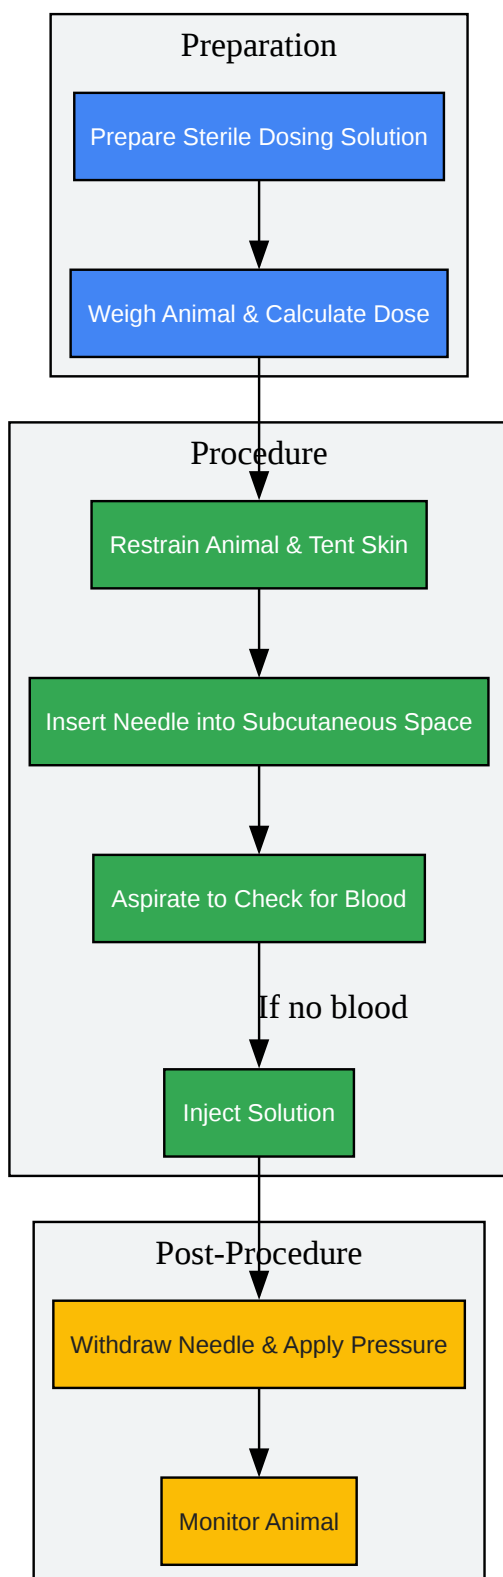 Preparation
Prepare Sterile Dosing Solution
Weigh Animal & Calculate Dose
Procedure
Restrain Animal & Tent Skin
Insert Needle into Subcutaneous Space
Aspirate to Check for Blood
If no blood
Inject Solution
Post-Procedure
Withdraw Needle & Apply Pressure
Monitor Animal